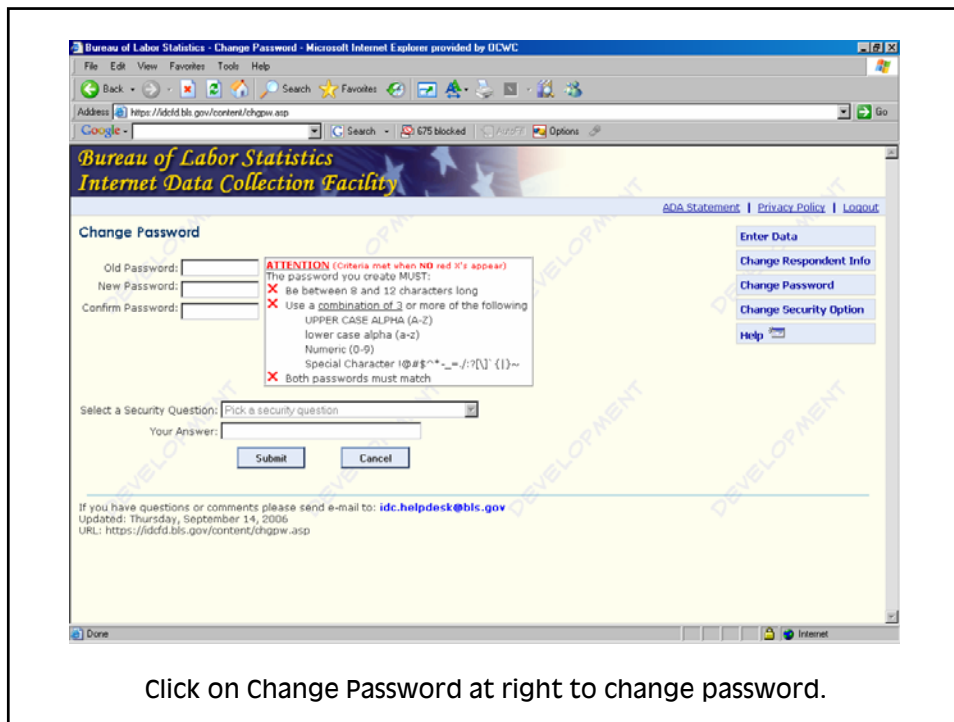 Bureau of Labor Statistics - Change Password - Microsoft Internet Explorer provided by OCWC
File Edit View Favorites Tools Help
Back Search Favorites
Address https://idcfd.bls.gov/content/chgpw.asp Go
Google - Search 675 blocked AutoFill Options
Bureau of Labor Statistics
Internet Data Collection Facility
ADA Statement | Privacy Policy | Logout
Change Password
Old Password:
New Password:
Confirm Password:
ATTENTION (Criteria met when NO red X's appear)
The password you create MUST:
Be between 8 and 12 characters long
Use a combination of 3 or more of the following
UPPER CASE ALPHA (A-Z)
lower case alpha (a-z)
Numeric (0-9)
Special Character !@#$^*-_=./:?[\]`{|}~
Both passwords must match
Enter Data
Change Respondent Info
Change Password
Change Security Option
Help
Select a Security Question: Pick a security question
Your Answer:
Submit Cancel
If you have questions or comments please send e-mail to: idc.helpdesk@bls.gov
Updated: Thursday, September 14, 2006
URL: https://idcfd.bls.gov/content/chgpw.asp
DEVELOPMENT
DEVELOPMENT
DEVELOPMENT
DEVELOPMENT
DEVELOPMENT
DEVELOPMENT
DEVELOPMENT
DEVELOPMENT
Done Internet
Click on Change Password at right to change password.